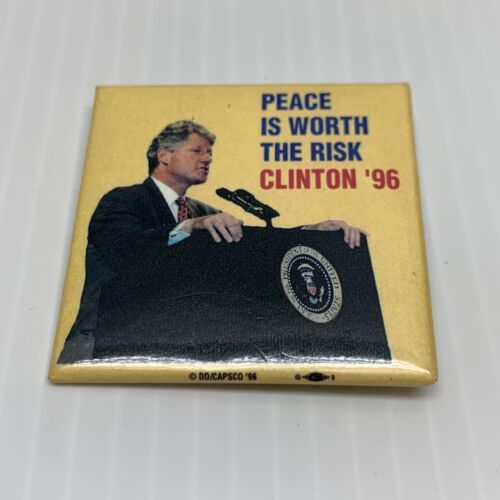 PEACE
IS WORTH
THE RISK
CLINTON '96
© DD/CAPSCO '96